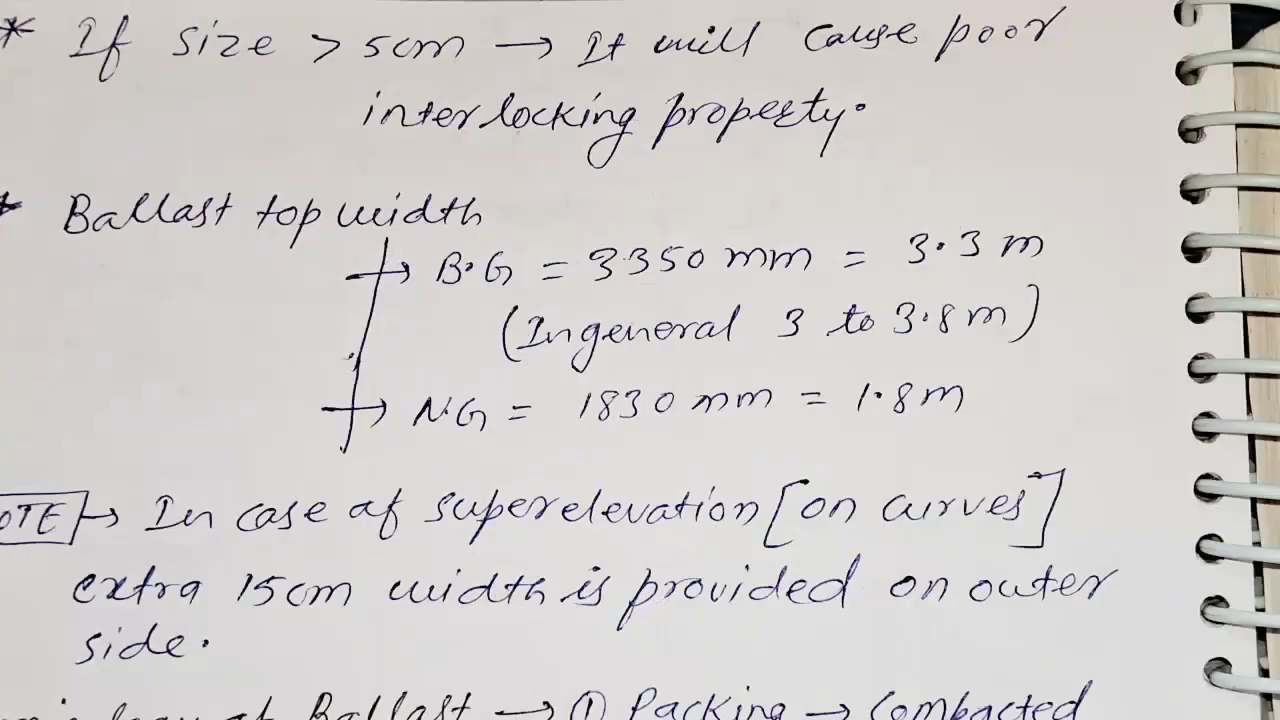 * If size > 5cm → It will cause poor
interlocking property.
* Ballast top width
→ B.G = 3350 mm = 3.3 m
(In general 3 to 3.8m)
→ N.G = 1830 mm = 1.8m
OTE → In case of superelevation [on curves]
extra 15cm width is provided on outer
side.
of Ballast → ① Packing → Compacted